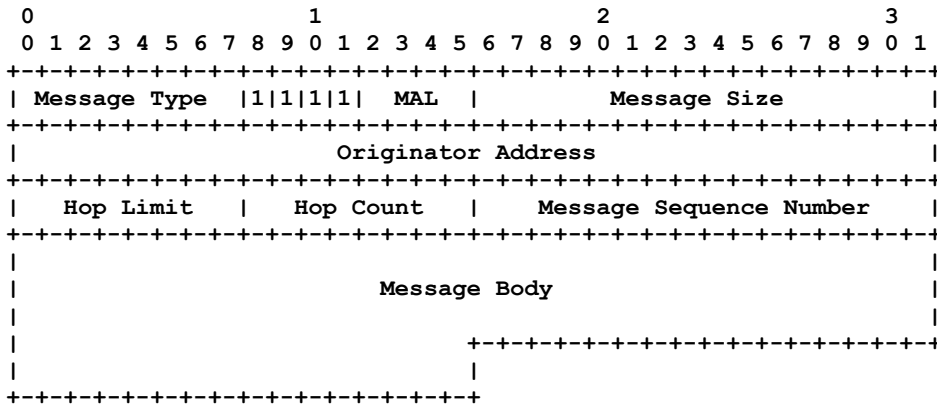 0                   1                   2                   3
 0 1 2 3 4 5 6 7 8 9 0 1 2 3 4 5 6 7 8 9 0 1 2 3 4 5 6 7 8 9 0 1
+-+-+-+-+-+-+-+-+-+-+-+-+-+-+-+-+-+-+-+-+-+-+-+-+-+-+-+-+-+-+-+-+
| Message Type  |1|1|1|1|  MAL  |         Message Size          |
+-+-+-+-+-+-+-+-+-+-+-+-+-+-+-+-+-+-+-+-+-+-+-+-+-+-+-+-+-+-+-+-+
|                      Originator Address                       |
+-+-+-+-+-+-+-+-+-+-+-+-+-+-+-+-+-+-+-+-+-+-+-+-+-+-+-+-+-+-+-+-+
|   Hop Limit   |   Hop Count   |    Message Sequence Number    |
+-+-+-+-+-+-+-+-+-+-+-+-+-+-+-+-+-+-+-+-+-+-+-+-+-+-+-+-+-+-+-+-+
|                                                               |
|                         Message Body                          |
|                                                               |
|                               +-+-+-+-+-+-+-+-+-+-+-+-+-+-+-+-+
|                               |
+-+-+-+-+-+-+-+-+-+-+-+-+-+-+-+-+